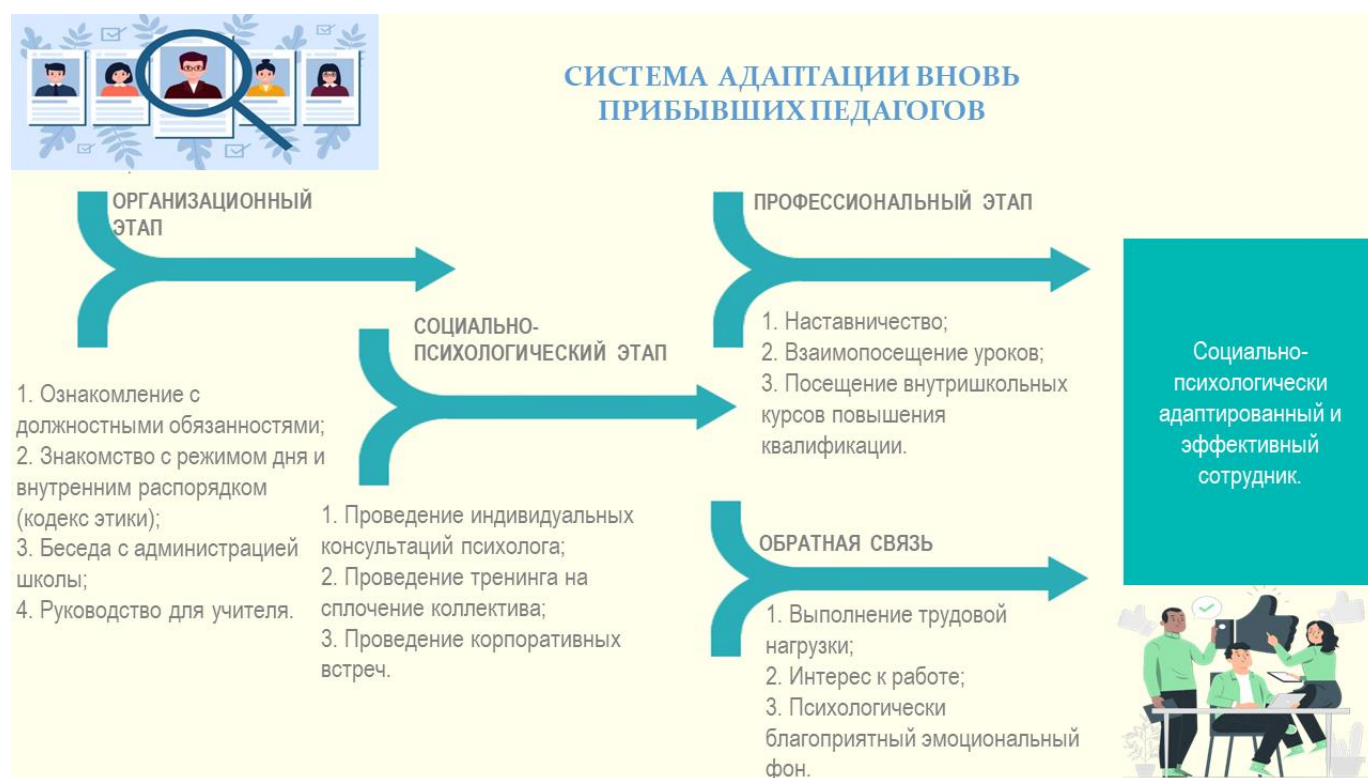 СИСТЕМА АДАПТАЦИИ ВНОВЬ
ПРИБЫВШИХ ПЕДАГОГОВ
ОРГАНИЗАЦИОННЫЙ
ЭТАП
1. Ознакомление с
должностными обязанностями;
2. Знакомство с режимом дня и
внутренним распорядком
(кодекс этики);
3. Беседа с администрацией
школы;
4. Руководство для учителя.
СОЦИАЛЬНО-
ПСИХОЛОГИЧЕСКИЙ ЭТАП
1. Проведение индивидуальных
консультаций психолога;
2. Проведение тренинга на
сплочение коллектива;
3. Проведение корпоративных
встреч.
ПРОФЕССИОНАЛЬНЫЙ ЭТАП
1. Наставничество;
2. Взаимопосещение уроков;
3. Посещение внутришкольных
курсов повышения
квалификации.
ОБРАТНАЯ СВЯЗЬ
1. Выполнение трудовой
нагрузки;
2. Интерес к работе;
3. Психологически
благоприятный эмоциональный
фон.
Социально-
психологически
адаптированный и
эффективный
сотрудник.